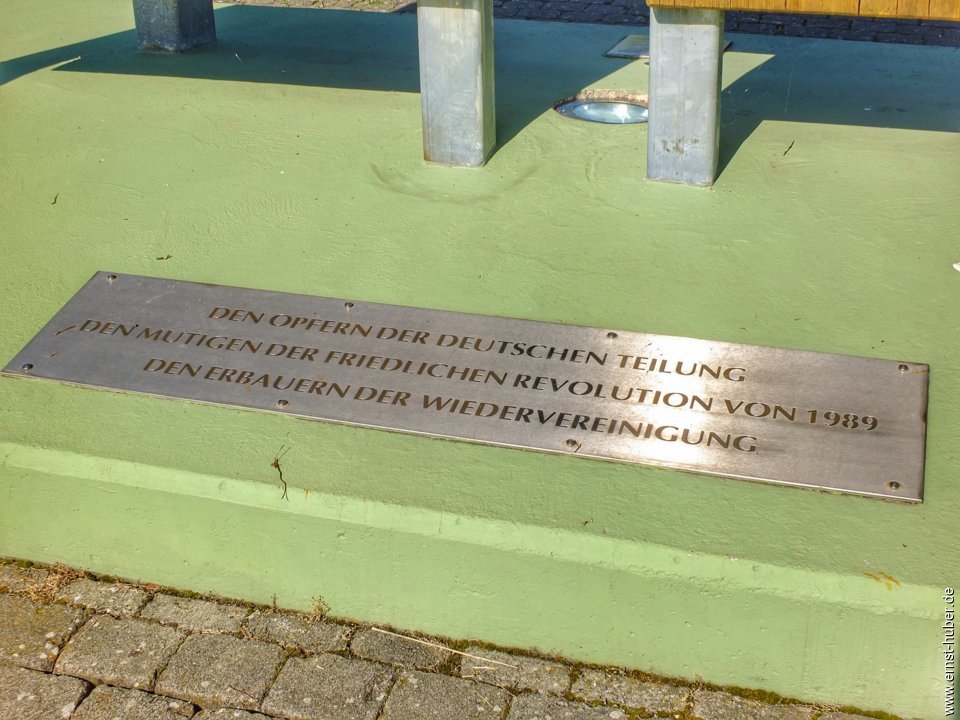 DEN OPFERN DER DEUTSCHEN TEILUNG
DEN MUTIGEN DER FRIEDLICHEN REVOLUTION VON 1989
DEN ERBAUERN DER WIEDERVEREINIGUNG
www.ernst-huber.de